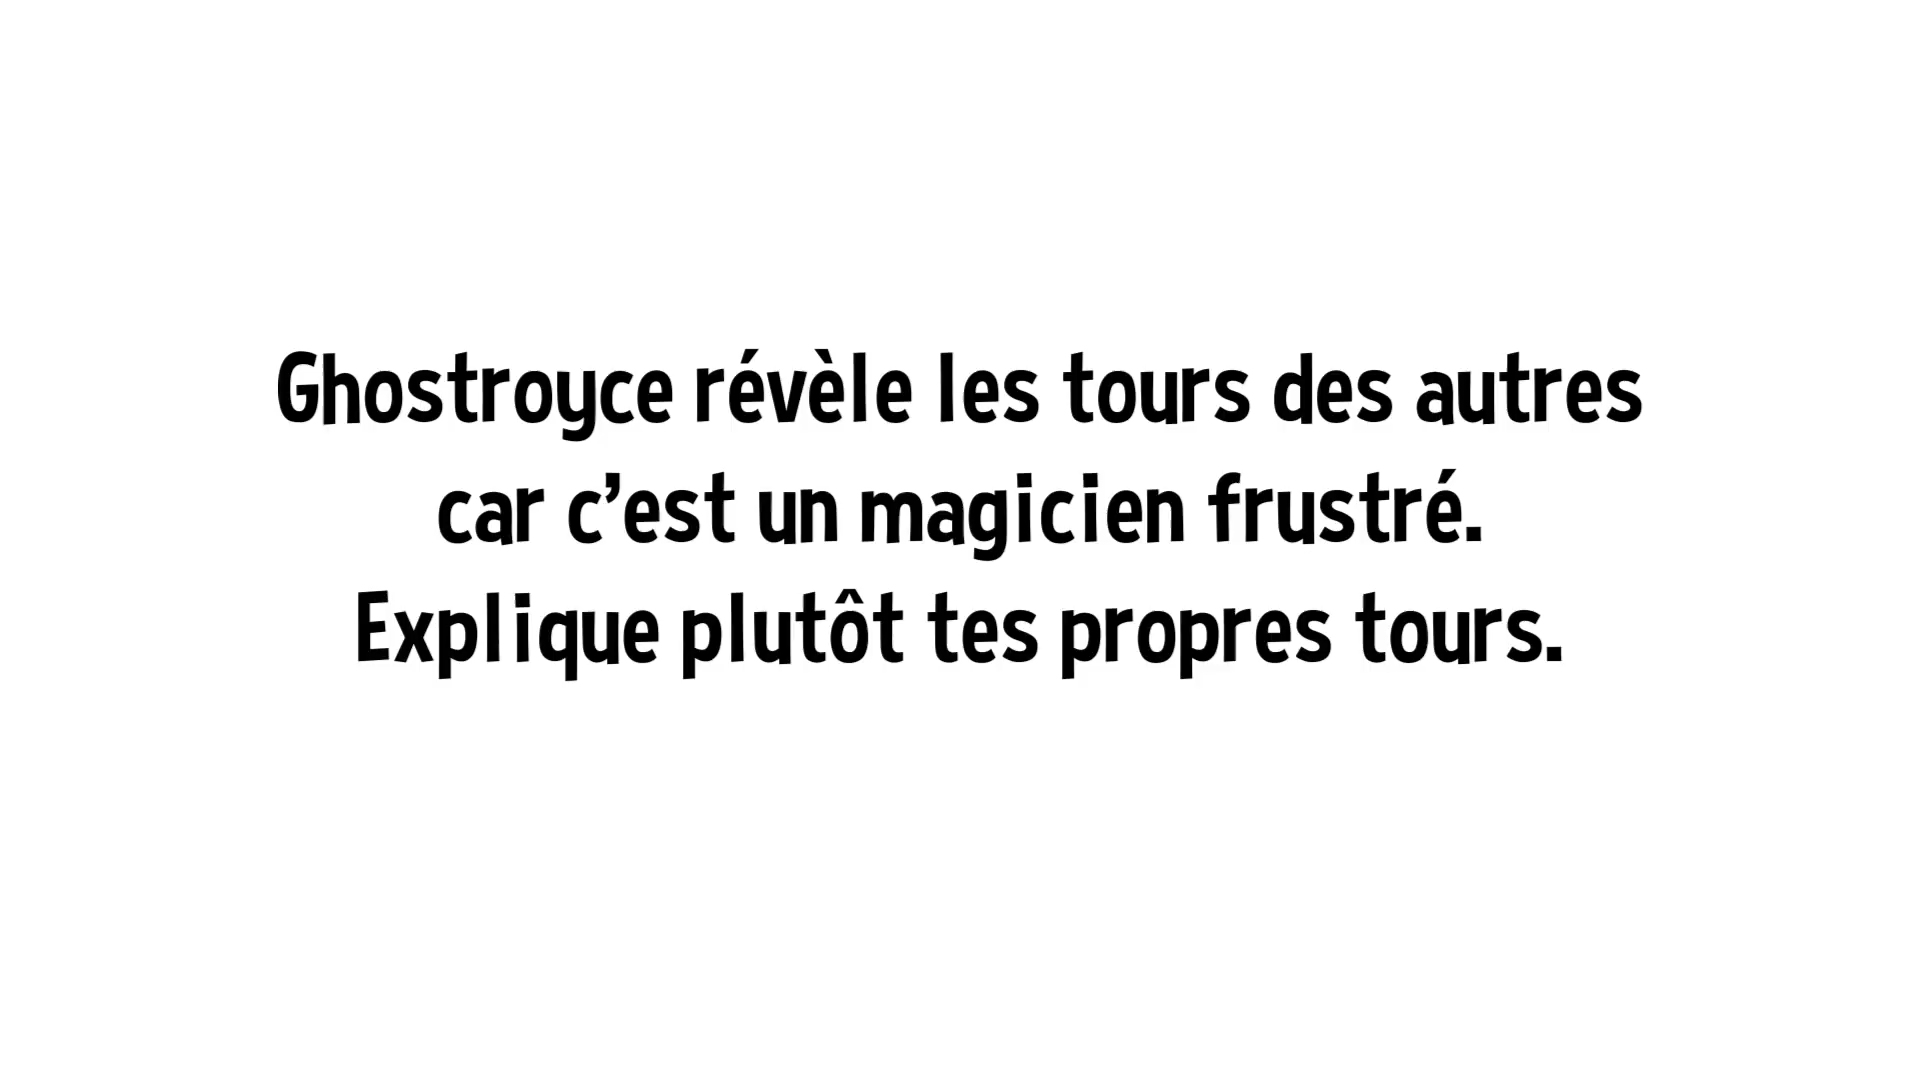 Ghostroyce révèle les tours des autres
car c’est un magicien frustré.
Explique plutôt tes propres tours.